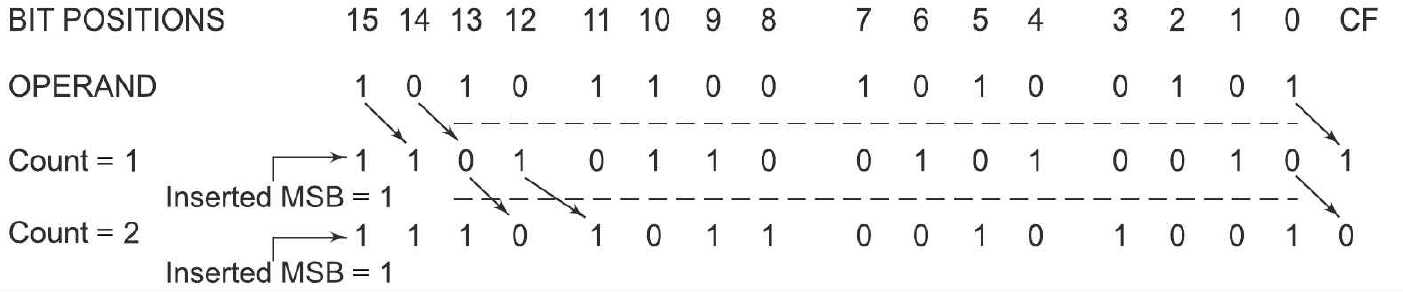 BIT POSITIONS 15 14 13 12 11 10 9 8 7 6 5 4 3 2 1 0 CF
OPERAND 1 0 1 0 1 1 0 0 1 0 1 0 0 1 0 1
Count = 1 1 1 0 1 0 1 1 0 0 1 0 1 0 0 1 0 1
Inserted MSB = 1
Count = 2 1 1 1 0 1 0 1 1 0 0 1 0 1 0 0 1 0
Inserted MSB = 1